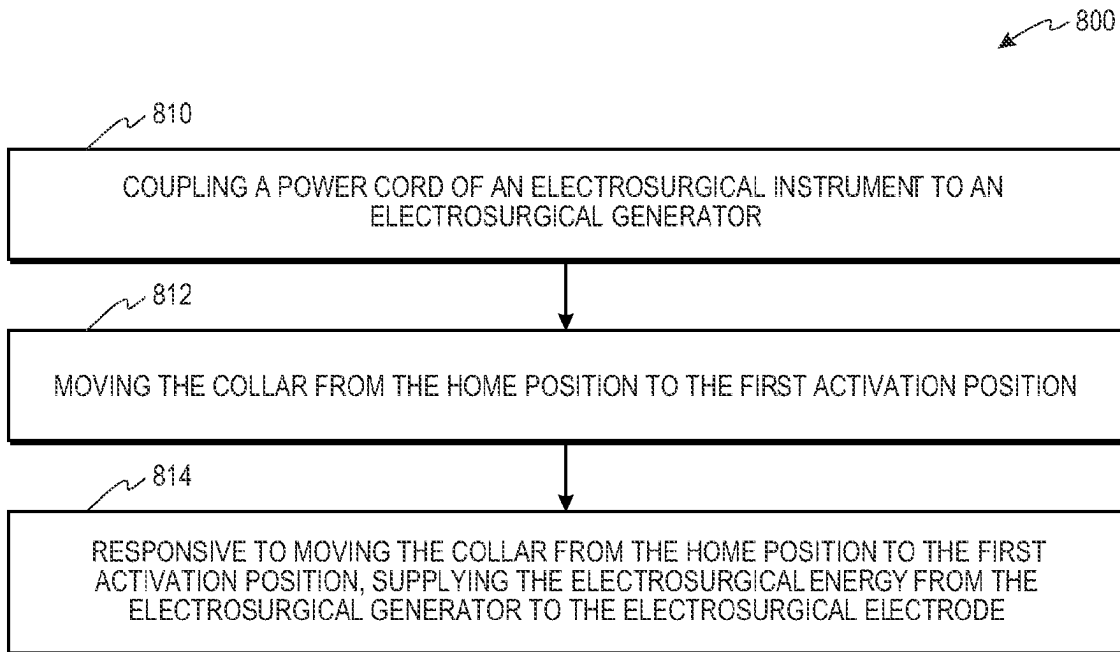 800
810
COUPLING A POWER CORD OF AN ELECTROSURGICAL INSTRUMENT TO AN
ELECTROSURGICAL GENERATOR
812
MOVING THE COLLAR FROM THE HOME POSITION TO THE FIRST ACTIVATION POSITION
814
RESPONSIVE TO MOVING THE COLLAR FROM THE HOME POSITION TO THE FIRST
ACTIVATION POSITION, SUPPLYING THE ELECTROSURGICAL ENERGY FROM THE
ELECTROSURGICAL GENERATOR TO THE ELECTROSURGICAL ELECTRODE